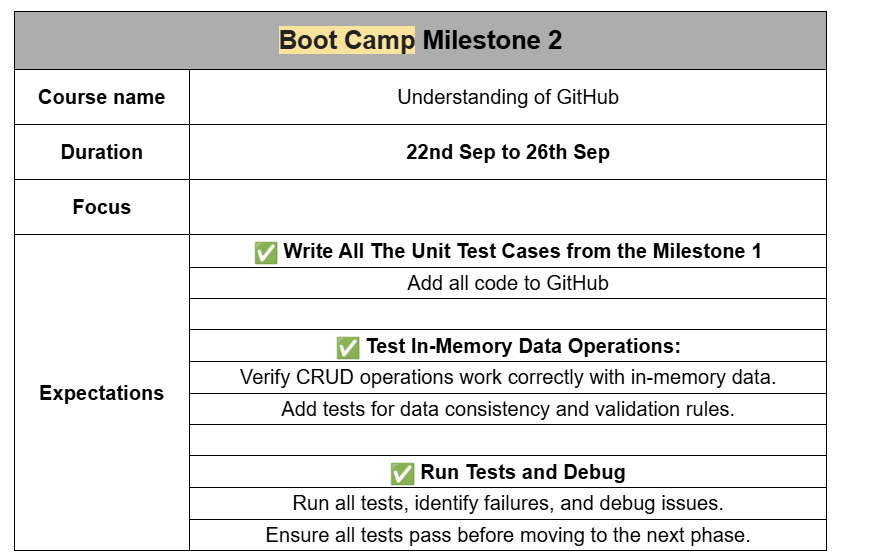 Boot Camp Milestone 2
Course name
Understanding of GitHub
Duration
22nd Sep to 26th Sep
Focus
Expectations
✅ Write All The Unit Test Cases from the Milestone 1
Add all code to GitHub
✅ Test In-Memory Data Operations:
Verify CRUD operations work correctly with in-memory data.
Add tests for data consistency and validation rules.
✅ Run Tests and Debug
Run all tests, identify failures, and debug issues.
Ensure all tests pass before moving to the next phase.